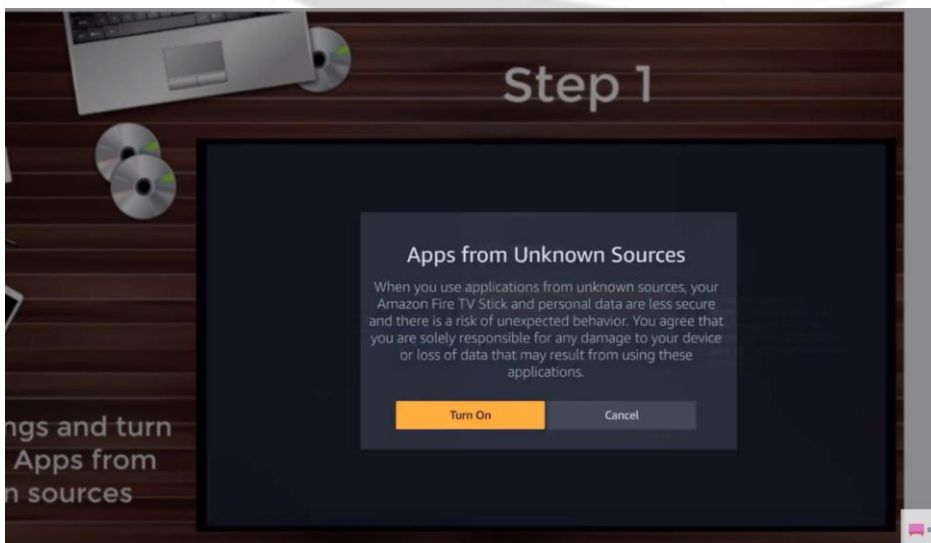 Step 1
Apps from Unknown Sources
When you use applications from unknown sources, your
Amazon Fire TV Stick and personal data are less secure
and there is a risk of unexpected behavior. You agree that
you are solely responsible for any damage to your device
or loss of data that may result from using these
applications.
Turn On Cancel
ngs and turn
Apps from
n sources